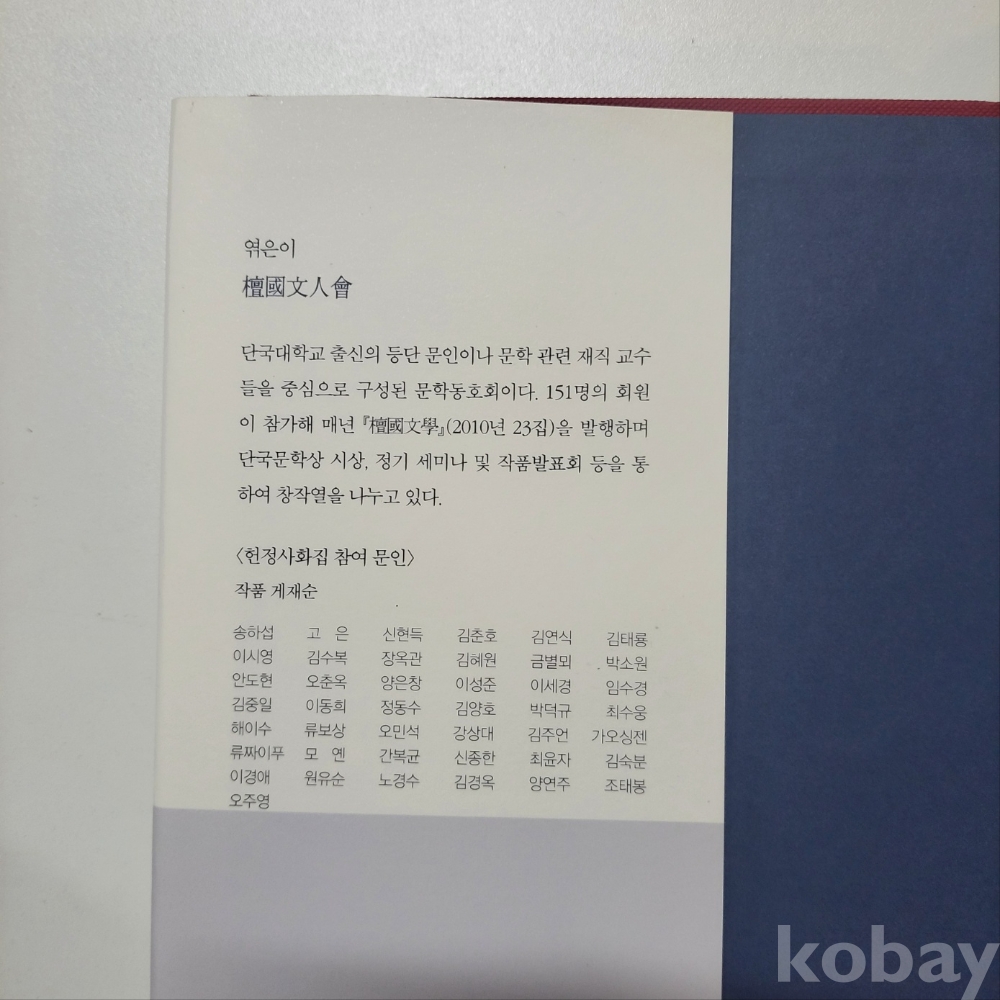 엮은이
檀國文人會
단국대학교 출신의 등단 문인이나 문학 관련 재직 교수
들을 중심으로 구성된 문학동호회이다. 151명의 회원
이 참가해 매년 『檀國文學』(2010년 23집)을 발행하며
단국문학상 시상, 정기 세미나 및 작품발표회 등을 통
하여 창작열을 나누고 있다.
〈헌정사화집 참여 문인〉
작품 게재순
송하섭 고 은 신현득 김춘호 김연식 김태룡
이시영 김수복 장옥관 김혜원 금별뫼 박소원
안도현 오춘옥 양은창 이성준 이세경 임수경
김중일 이동희 정동수 김양호 박덕규 최수웅
해이수 류보상 오민석 강상대 김주언 가오싱젠
류짜이푸 모 옌 간복균 신종한 최윤자 김숙분
이경애 원유순 노경수 김경옥 양연주 조태봉
오주영
kobay